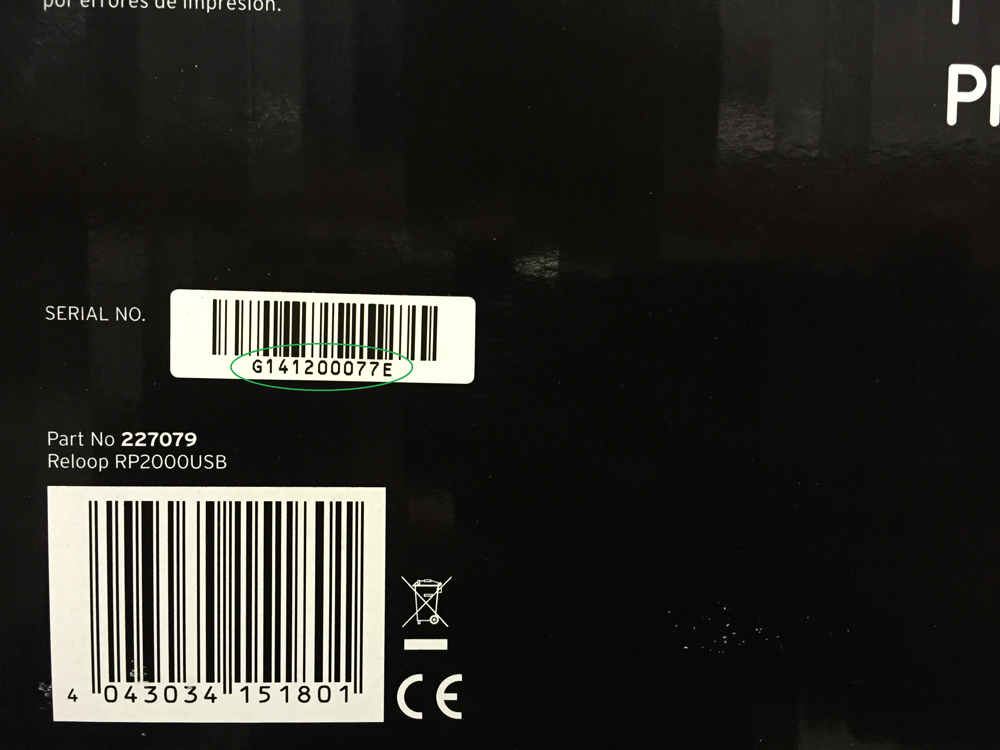 por errores de impresión.
SERIAL NO.
G141200077E
Part No 227079
Reloop RP2000USB
4 043034 151801
CE